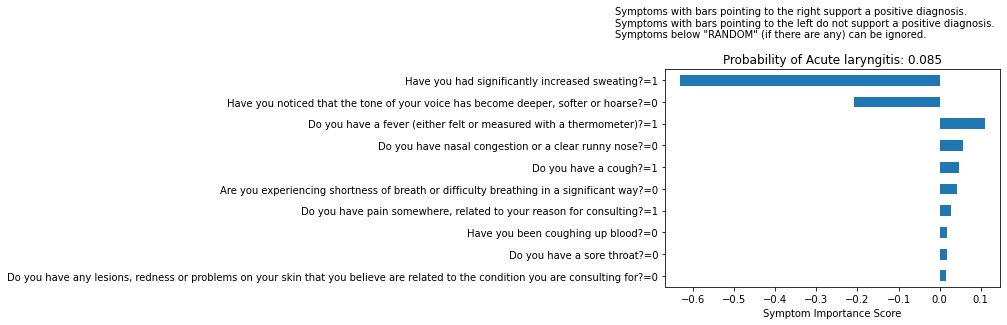 Symptoms with bars pointing to the right support a positive diagnosis.
Symptoms with bars pointing to the left do not support a positive diagnosis.
Symptoms below "RANDOM" (if there are any) can be ignored.
Probability of Acute laryngitis: 0.085
Have you had significantly increased sweating?=1
Have you noticed that the tone of your voice has become deeper, softer or hoarse?=0
Do you have a fever (either felt or measured with a thermometer)?=1
Do you have nasal congestion or a clear runny nose?=0
Do you have a cough?=1
Are you experiencing shortness of breath or difficulty breathing in a significant way?=0
Do you have pain somewhere, related to your reason for consulting?=1
Have you been coughing up blood?=0
Do you have a sore throat?=0
Do you have any lesions, redness or problems on your skin that you believe are related to the condition you are consulting for?=0
−0.6 −0.5 −0.4 −0.3 −0.2 −0.1 0.0 0.1
Symptom Importance Score